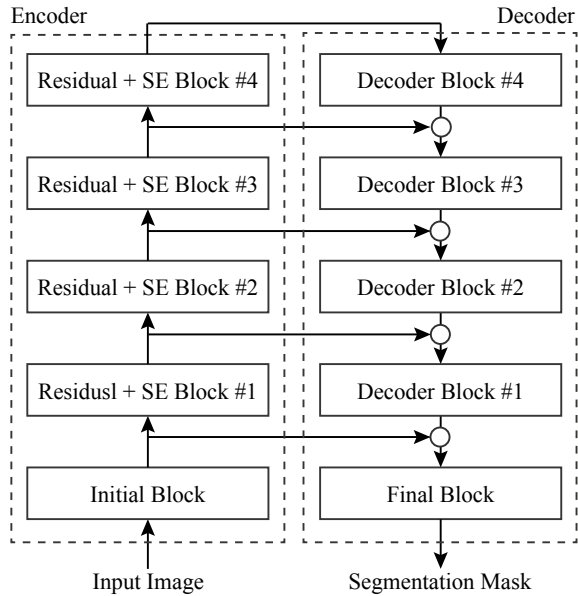 Encoder
Decoder
Residual + SE Block #4
Decoder Block #4
Residual + SE Block #3
Decoder Block #3
Residual + SE Block #2
Decoder Block #2
Residusl + SE Block #1
Decoder Block #1
Initial Block
Final Block
Input Image
Segmentation Mask